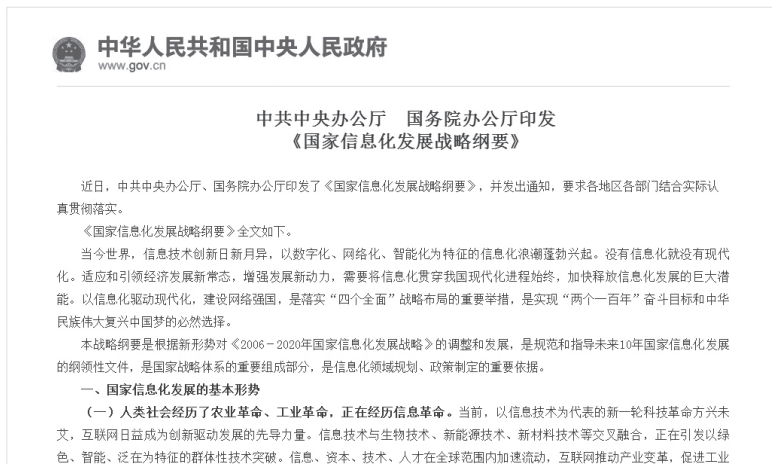 中华人民共和国中央人民政府
www.gov.cn
中共中央办公厅　国务院办公厅印发
《国家信息化发展战略纲要》
近日，中共中央办公厅、国务院办公厅印发了《国家信息化发展战略纲要》，并发出通知，要求各地区各部门结合实际认
真贯彻落实。
《国家信息化发展战略纲要》全文如下。
当今世界，信息技术创新日新月异，以数字化、网络化、智能化为特征的信息化浪潮蓬勃兴起。没有信息化就没有现代
化。适应和引领经济发展新常态，增强发展新动力，需要将信息化贯穿我国现代化进程始终，加快释放信息化发展的巨大潜
能。以信息化驱动现代化，建设网络强国，是落实“四个全面”战略布局的重要举措，是实现“两个一百年”奋斗目标和中华
民族伟大复兴中国梦的必然选择。
本战略纲要是根据新形势对《2006－2020年国家信息化发展战略》的调整和发展，是规范和指导未来10年国家信息化发展
的纲领性文件，是国家战略体系的重要组成部分，是信息化领域规划、政策制定的重要依据。
一、国家信息化发展的基本形势
（一）人类社会经历了农业革命、工业革命，正在经历信息革命。当前，以信息技术为代表的新一轮科技革命方兴未
艾，互联网日益成为创新驱动发展的先导力量。信息技术与生物技术、新能源技术、新材料技术等交叉融合，正在引发以绿
色、智能、泛在为特征的群体性技术突破。信息、资本、技术、人才在全球范围内加速流动，互联网推动产业变革，促进工业